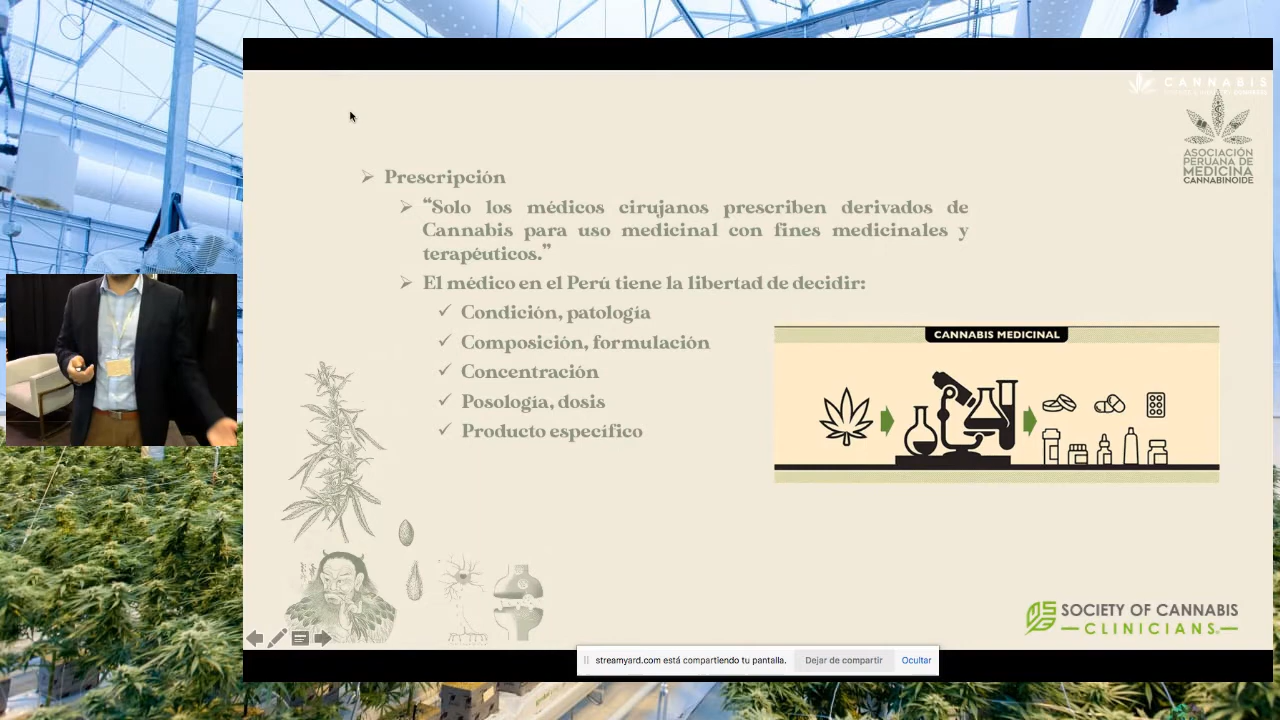 CANNABIS
ASOCIACIÓN
PERUANA DE
MEDICINA
CANNABINOIDE
Prescripción
“Solo los médicos cirujanos prescriben derivados de
Cannabis para uso medicinal con fines medicinales y
terapéuticos.”
El médico en el Perú tiene la libertad de decidir:
Condición, patología
Composición, formulación
Concentración
Posología, dosis
Producto específico
CANNABIS MEDICINAL
SOCIETY OF CANNABIS
CLINICIANS
streamyard.com está compartiendo tu pantalla.
Dejar de compartir
Ocultar